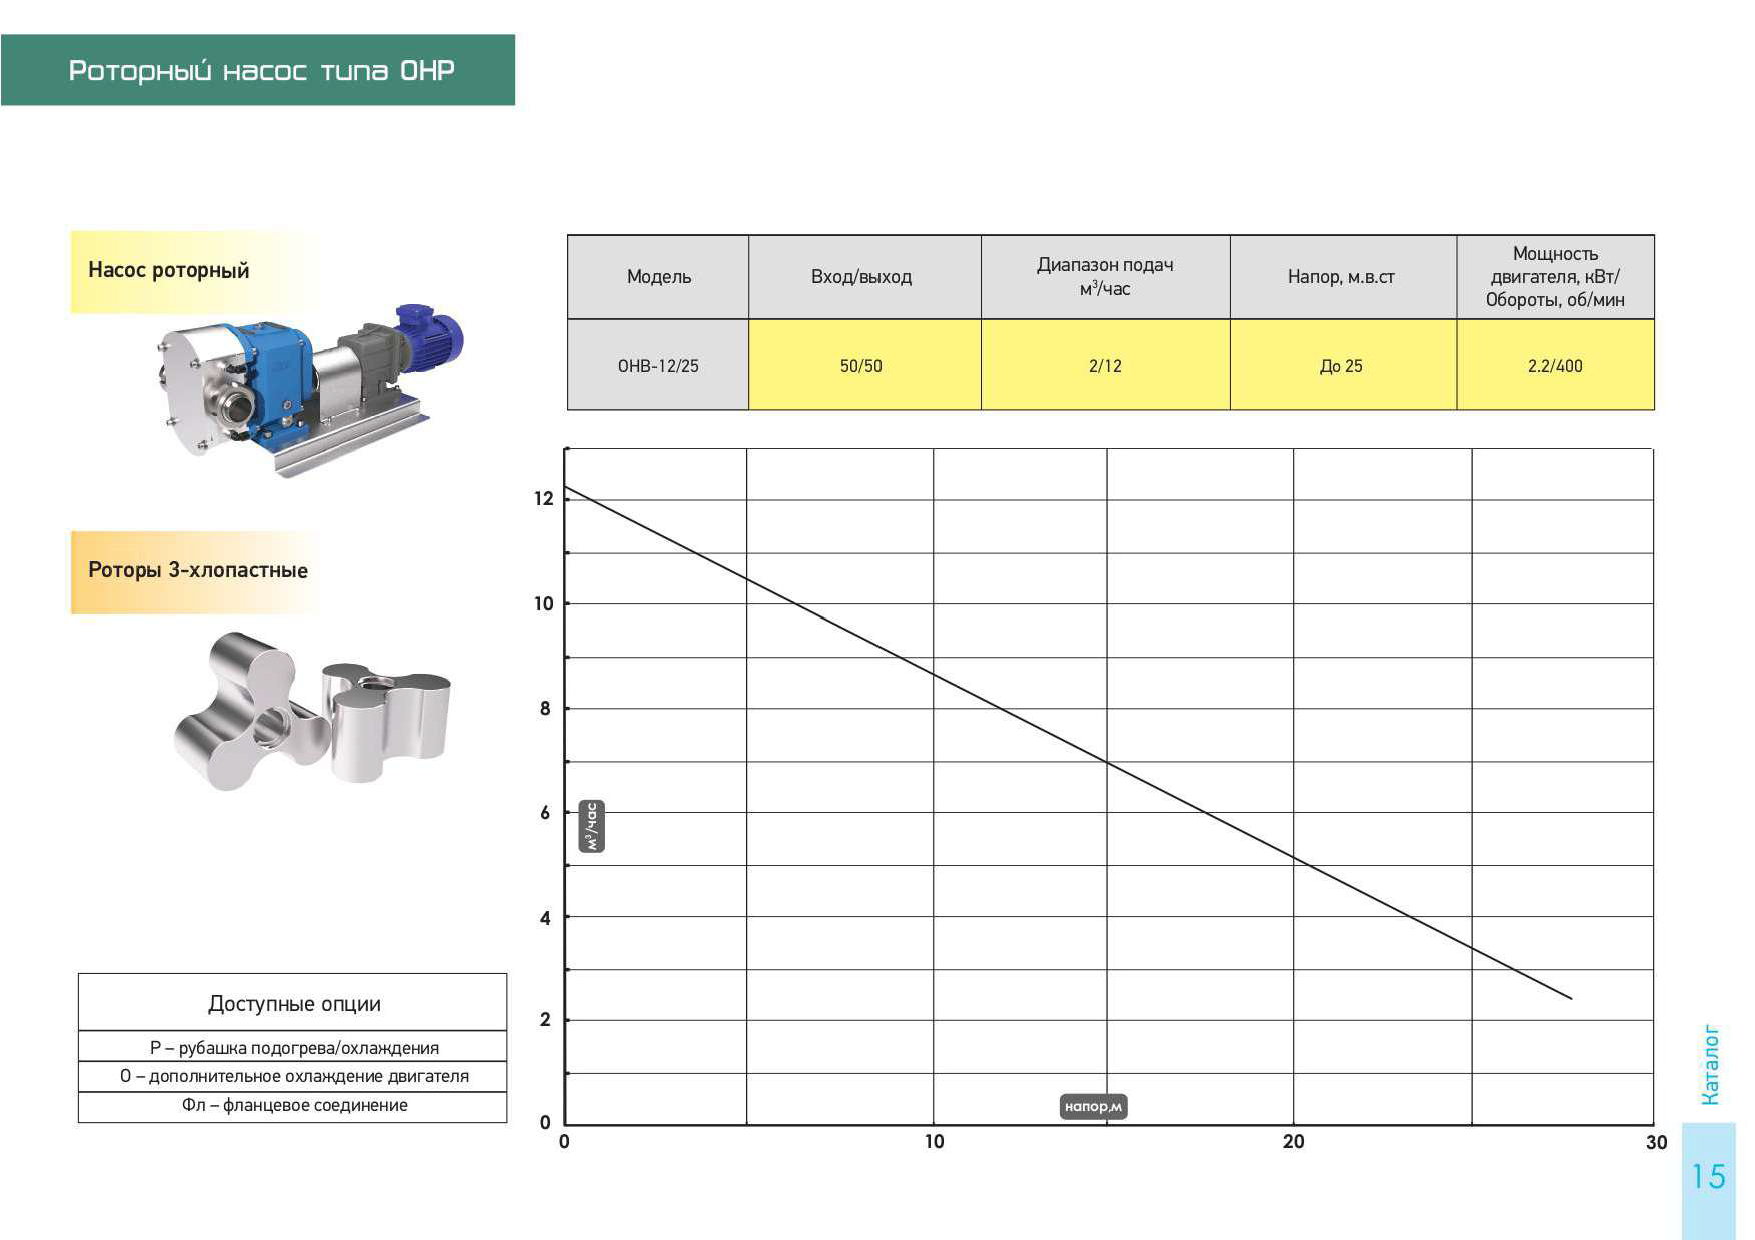 Роторный насос типа ОНР
Насос роторный
Модель
Вход/выход
Диапазон подач
м³/час
Напор, м.в.ст
Мощность
двигателя, кВт/
Обороты, об/мин
ОНВ-12/25
50/50
2/12
До 25
2.2/400
Роторы 3-хлопастные
12
10
8
6
4
2
0
м³/час
напор,м
0
10
20
30
Доступные опции
Р – рубашка подогрева/охлаждения
О – дополнительное охлаждение двигателя
Фл – фланцевое соединение
Каталог
15